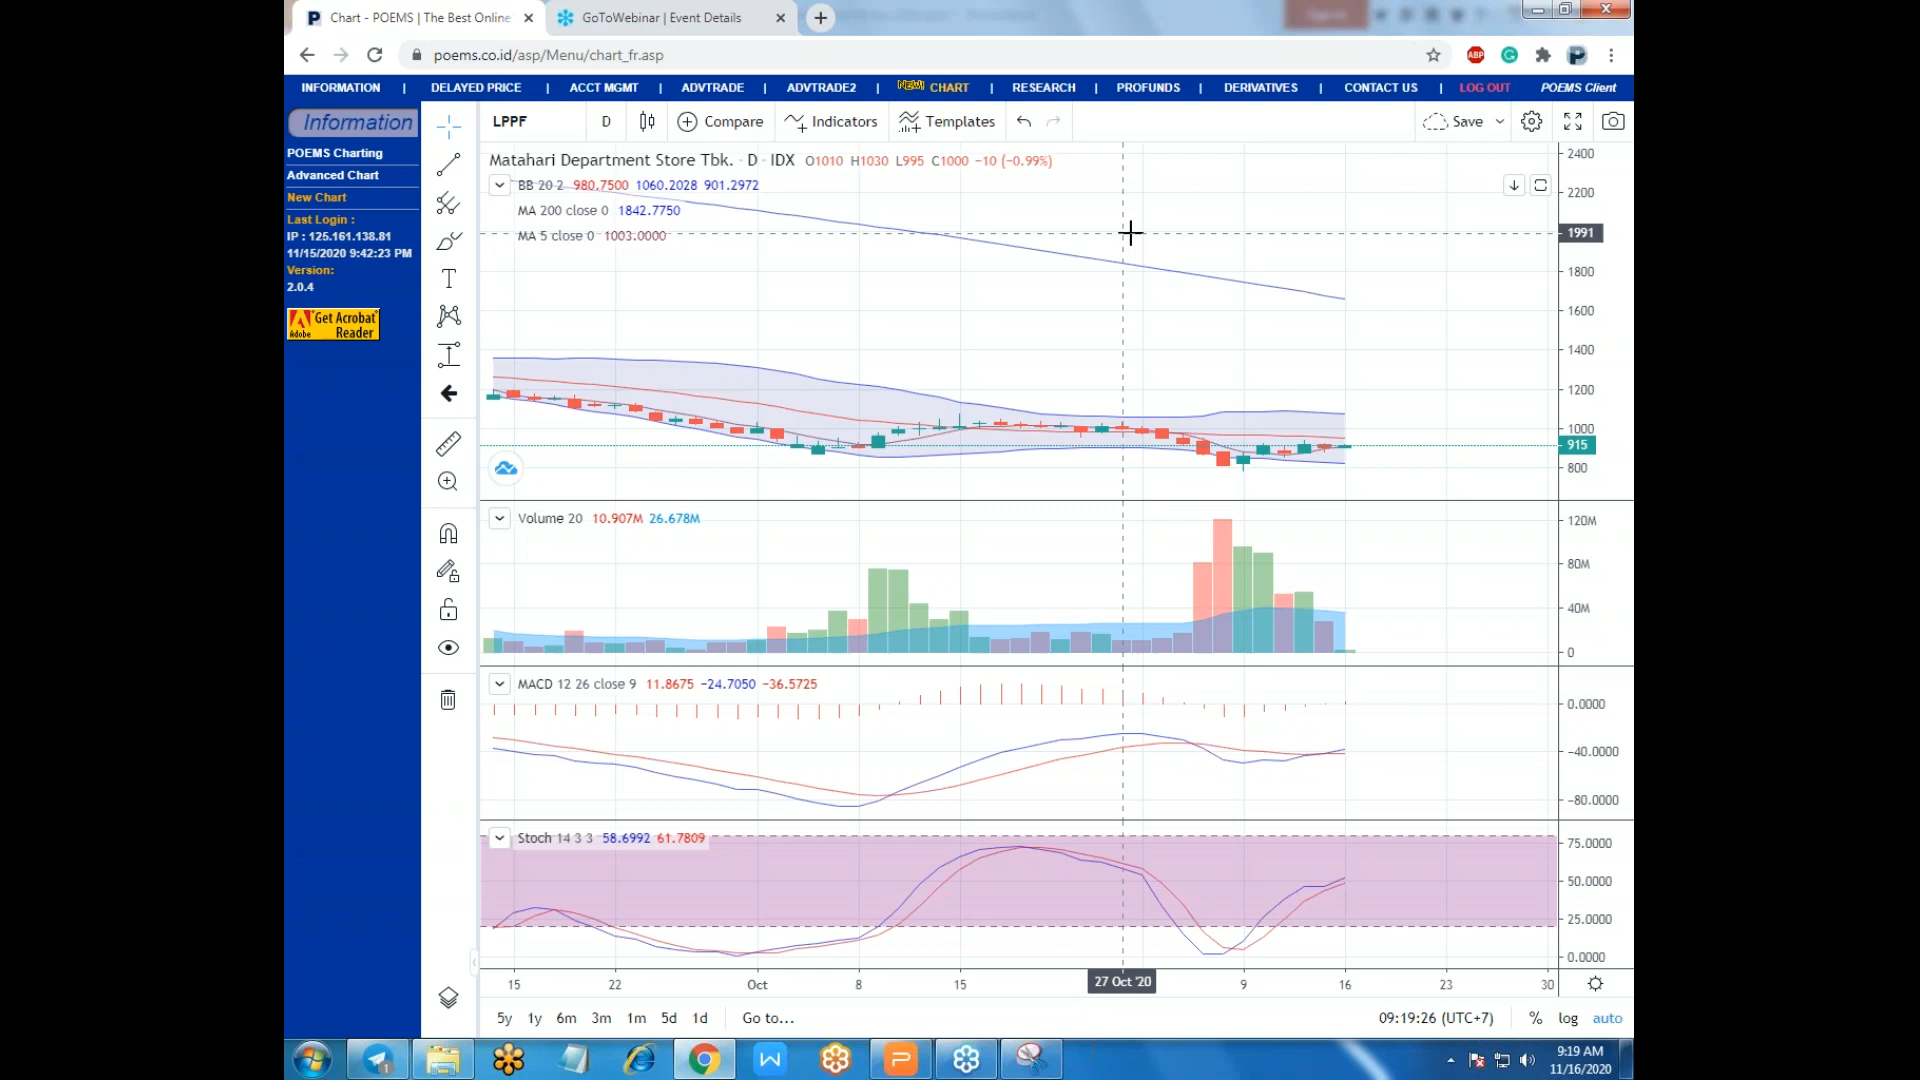 Chart - POEMS | The Best Online
GoToWebinar | Event Details
poems.co.id/asp/Menu/chart_fr.asp
ABP
INFORMATION | DELAYED PRICE | ACCT MGMT | ADVTRADE | ADVTRADE2 | NEW! CHART | RESEARCH | PROFUNDS | DERIVATIVES | CONTACT US | LOG OUT POEMS Client
Information
POEMS Charting
Advanced Chart
New Chart
Last Login :
IP : 125.161.138.81
11/15/2020 9:42:23 PM
Version:
2.0.4
Get Acrobat
Adobe Reader
LPPF D Compare Indicators Templates Save
Matahari Department Store Tbk. · D · IDX O1010 H1030 L995 C1000 −10 (−0.99%)
BB 20 2 980.7500 1060.2028 901.2972
MA 200 close 0 1842.7750
MA 5 close 0 1003.0000
2400
2200
1991
1800
1600
1400
1200
1000
915
800
Volume 20 10.907M 26.678M
120M
80M
40M
0
MACD 12 26 close 9 11.8675 −24.7050 −36.5725
0.0000
−40.0000
−80.0000
Stoch 14 3 3 58.6992 61.7809
75.0000
50.0000
25.0000
0.0000
15 22 Oct 8 15 27 Oct '20 9 16 23 30
5y 1y 6m 3m 1m 5d 1d Go to... 09:19:26 (UTC+7) % log auto
9:19 AM
11/16/2020